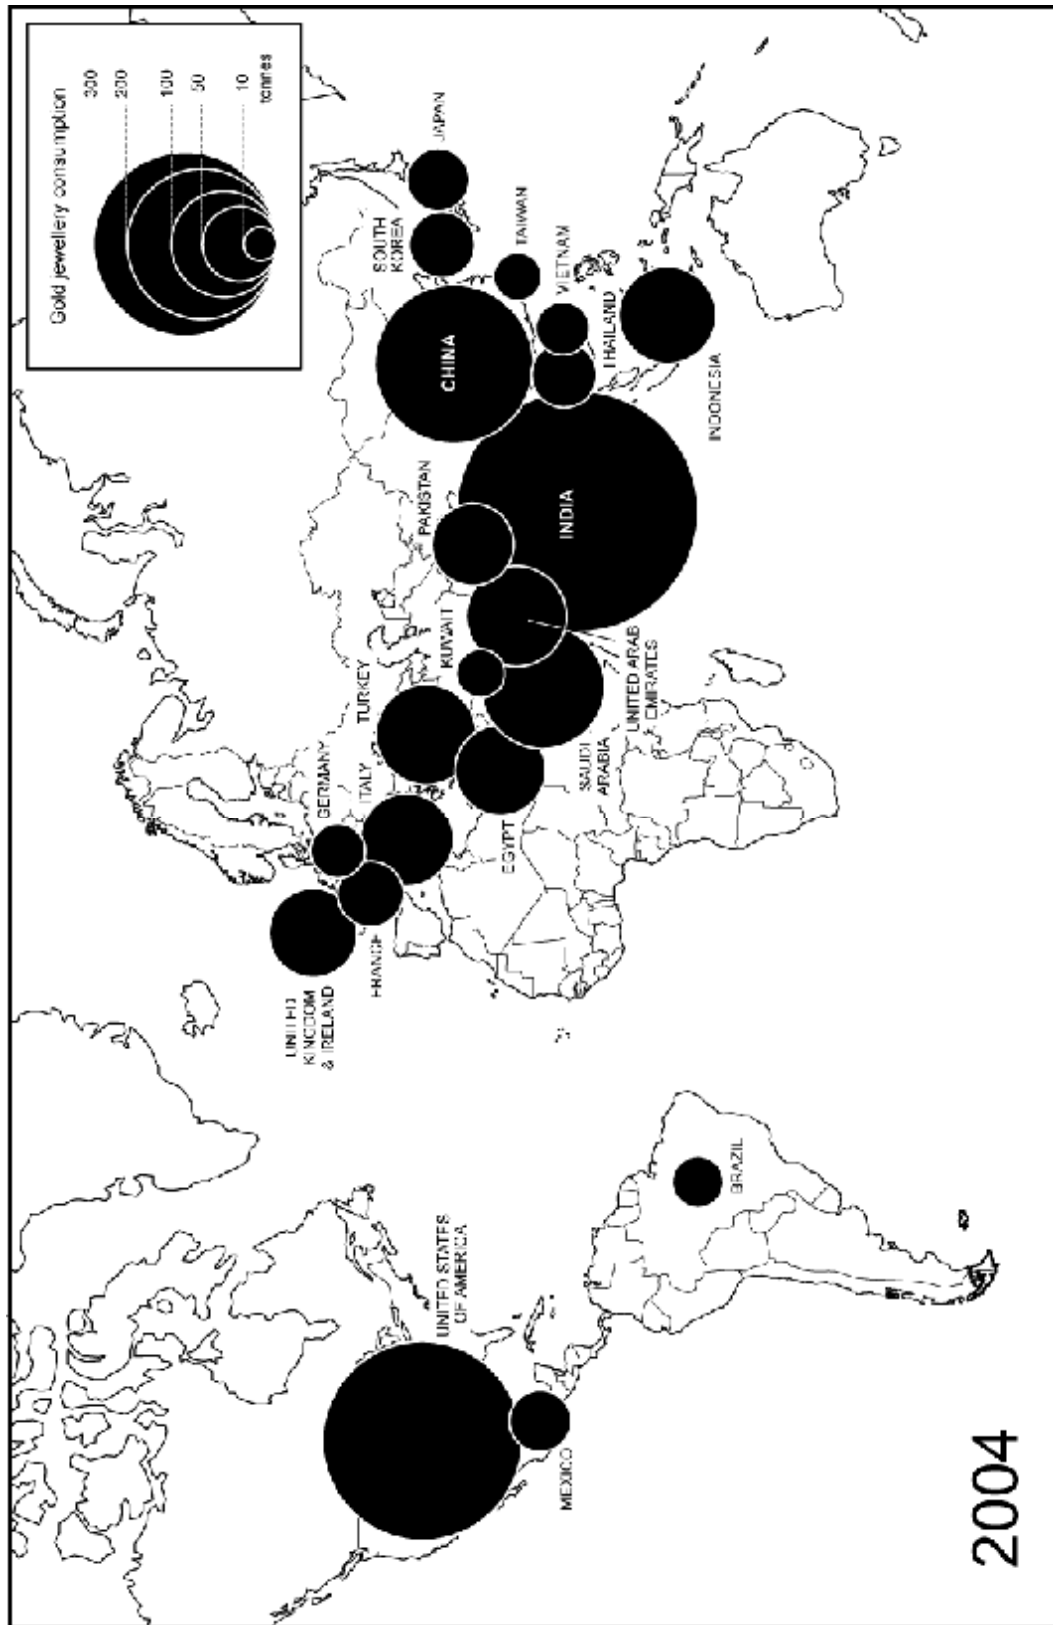 Gold jewellery consumption
300
200
100
50
10
tonnes
UNITED
KINGDOM
& IRELAND
GERMANY
FRANCE
ITALY
TURKEY
KUWAIT
PAKISTAN
CHINA
SOUTH
KOREA
JAPAN
TAIWAN
VIETNAM
THAILAND
INDIA
INDONESIA
EGYPT
SAUDI
ARABIA
UNITED ARAB
EMIRATES
UNITED STATES
OF AMERICA
MEXICO
BRAZIL
2004